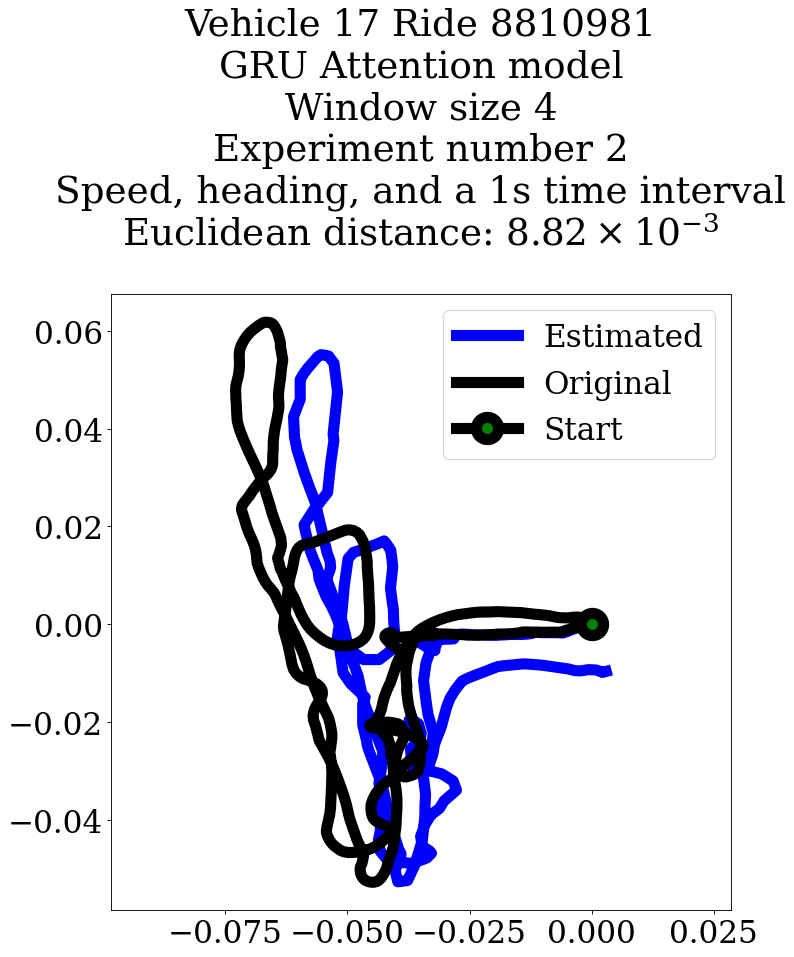 Vehicle 17 Ride 8810981
GRU Attention model
Window size 4
Experiment number 2
Speed, heading, and a 1s time interval
Euclidean distance: 8.82 × 10⁻³
Estimated
Original
Start
0.06
0.04
0.02
0.00
−0.02
−0.04
−0.075
−0.050
−0.025
0.000
0.025